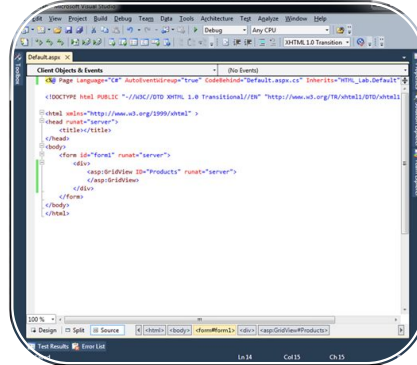 Microsoft Visual Studio
Edit View Project Build Debug Team Data Tools Architecture Test Analyze Window Help
Debug Any CPU
XHTML 1.0 Transition
Default.aspx
Toolbox
Client Objects & Events (No Events)
<%@ Page Language="C#" AutoEventWireup="true" CodeBehind="Default.aspx.cs" Inherits="HTML_Lab.Default"
<!DOCTYPE html PUBLIC "-//W3C//DTD XHTML 1.0 Transitional//EN" "http://www.w3.org/TR/xhtml1/DTD/xhtml1
<html xmlns="http://www.w3.org/1999/xhtml" >
<head runat="server">
<title></title>
</head>
<body>
<form id="form1" runat="server">
<div>
<asp:GridView ID="Products" runat="server">
</asp:GridView>
</div>
</form>
</body>
</html>
100 %
Design Split Source <html> <body> <form#form1> <div> <asp:GridView#Products>
Test Results Error List
Ln 14 Col 15 Ch 15